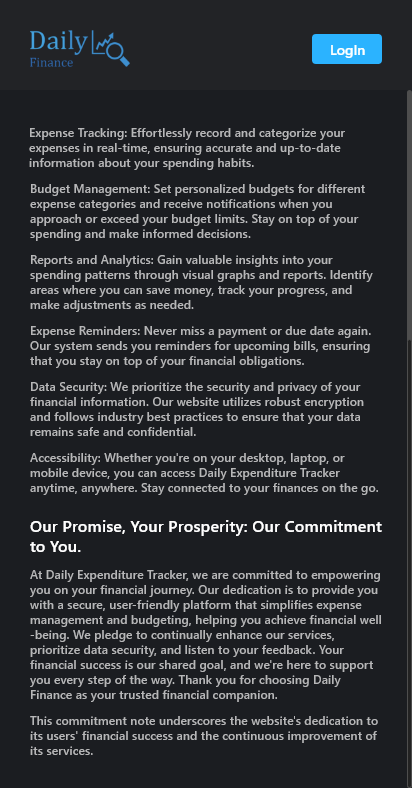 Daily
Finance
LogIn
Expense Tracking: Effortlessly record and categorize your
expenses in real-time, ensuring accurate and up-to-date
information about your spending habits.
Budget Management: Set personalized budgets for different
expense categories and receive notifications when you
approach or exceed your budget limits. Stay on top of your
spending and make informed decisions.
Reports and Analytics: Gain valuable insights into your
spending patterns through visual graphs and reports. Identify
areas where you can save money, track your progress, and
make adjustments as needed.
Expense Reminders: Never miss a payment or due date again.
Our system sends you reminders for upcoming bills, ensuring
that you stay on top of your financial obligations.
Data Security: We prioritize the security and privacy of your
financial information. Our website utilizes robust encryption
and follows industry best practices to ensure that your data
remains safe and confidential.
Accessibility: Whether you're on your desktop, laptop, or
mobile device, you can access Daily Expenditure Tracker
anytime, anywhere. Stay connected to your finances on the go.
Our Promise, Your Prosperity: Our Commitment
to You.
At Daily Expenditure Tracker, we are committed to empowering
you on your financial journey. Our dedication is to provide you
with a secure, user-friendly platform that simplifies expense
management and budgeting, helping you achieve financial well
-being. We pledge to continually enhance our services,
prioritize data security, and listen to your feedback. Your
financial success is our shared goal, and we're here to support
you every step of the way. Thank you for choosing Daily
Finance as your trusted financial companion.
This commitment note underscores the website's dedication to
its users' financial success and the continuous improvement of
its services.